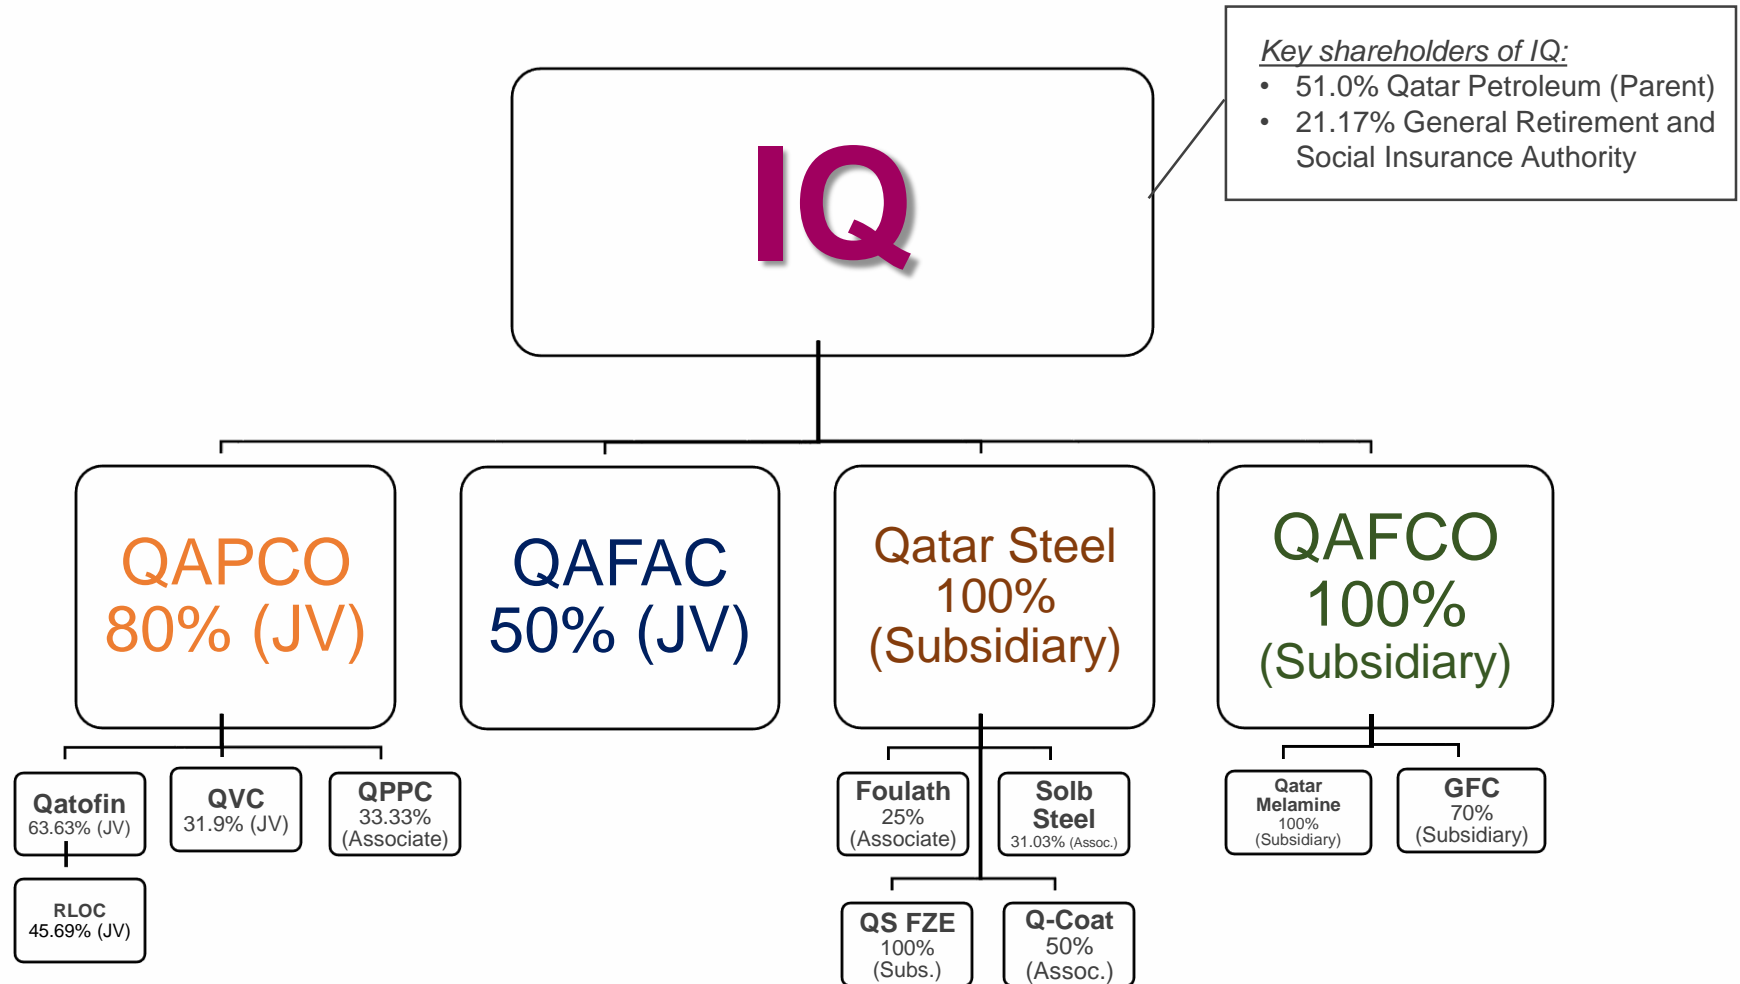 Key shareholders of IQ:
• 51.0% Qatar Petroleum (Parent)
• 21.17% General Retirement and
Social Insurance Authority
IQ
QAPCO
80% (JV)
QAFAC
50% (JV)
Qatar Steel
100%
(Subsidiary)
QAFCO
100%
(Subsidiary)
Qatofin
63.63% (JV)
QVC
31.9% (JV)
QPPC
33.33%
(Associate)
Foulath
25%
(Associate)
Solb
Steel
31.03% (Assoc.)
Qatar
Melamine
100%
(Subsidiary)
GFC
70%
(Subsidiary)
RLOC
45.69% (JV)
QS FZE
100%
(Subs.)
Q-Coat
50%
(Assoc.)